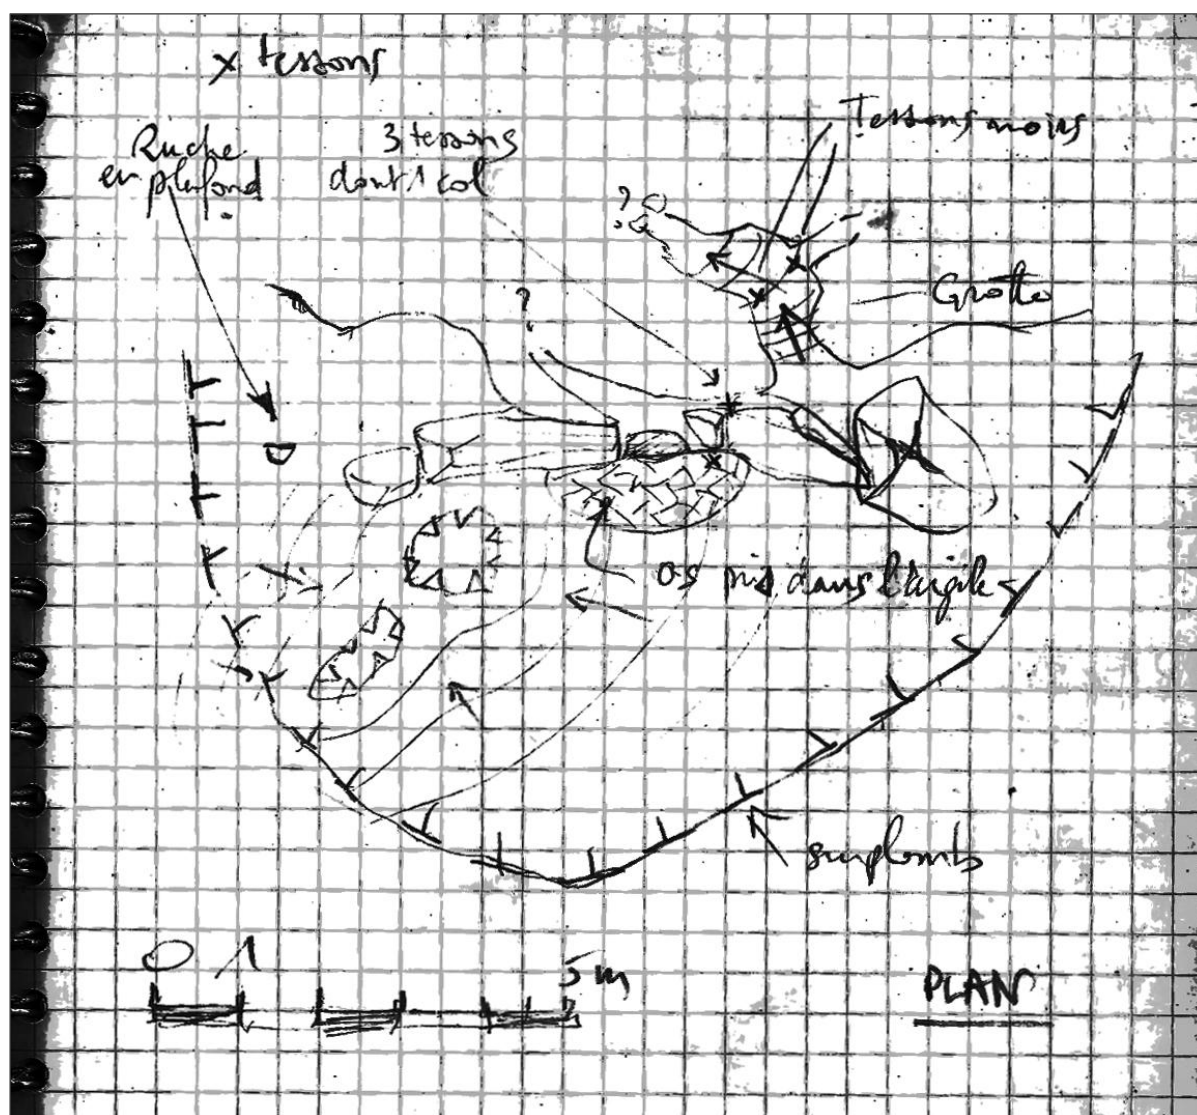 x tessons
Ruche
en plafond
3 tessons
dont 1 col
Tessons noirs
?
?
?
Grotte
os pris dans l'argile
surplomb
0 1 5 m
PLAN